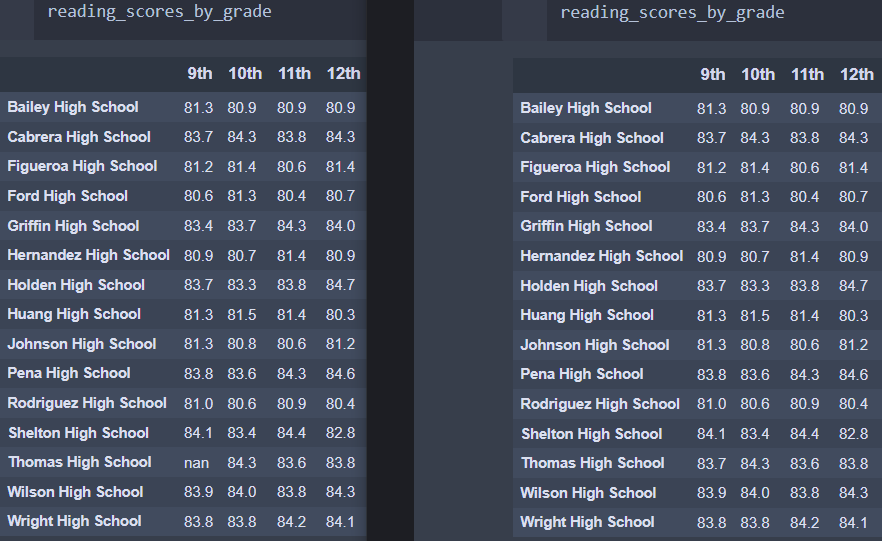 reading_scores_by_grade
9th 10th 11th 12th
Bailey High School 81.3 80.9 80.9 80.9
Cabrera High School 83.7 84.3 83.8 84.3
Figueroa High School 81.2 81.4 80.6 81.4
Ford High School 80.6 81.3 80.4 80.7
Griffin High School 83.4 83.7 84.3 84.0
Hernandez High School 80.9 80.7 81.4 80.9
Holden High School 83.7 83.3 83.8 84.7
Huang High School 81.3 81.5 81.4 80.3
Johnson High School 81.3 80.8 80.6 81.2
Pena High School 83.8 83.6 84.3 84.6
Rodriguez High School 81.0 80.6 80.9 80.4
Shelton High School 84.1 83.4 84.4 82.8
Thomas High School nan 84.3 83.6 83.8
Wilson High School 83.9 84.0 83.8 84.3
Wright High School 83.8 83.8 84.2 84.1
reading_scores_by_grade
9th 10th 11th 12th
Bailey High School 81.3 80.9 80.9 80.9
Cabrera High School 83.7 84.3 83.8 84.3
Figueroa High School 81.2 81.4 80.6 81.4
Ford High School 80.6 81.3 80.4 80.7
Griffin High School 83.4 83.7 84.3 84.0
Hernandez High School 80.9 80.7 81.4 80.9
Holden High School 83.7 83.3 83.8 84.7
Huang High School 81.3 81.5 81.4 80.3
Johnson High School 81.3 80.8 80.6 81.2
Pena High School 83.8 83.6 84.3 84.6
Rodriguez High School 81.0 80.6 80.9 80.4
Shelton High School 84.1 83.4 84.4 82.8
Thomas High School 83.7 84.3 83.6 83.8
Wilson High School 83.9 84.0 83.8 84.3
Wright High School 83.8 83.8 84.2 84.1